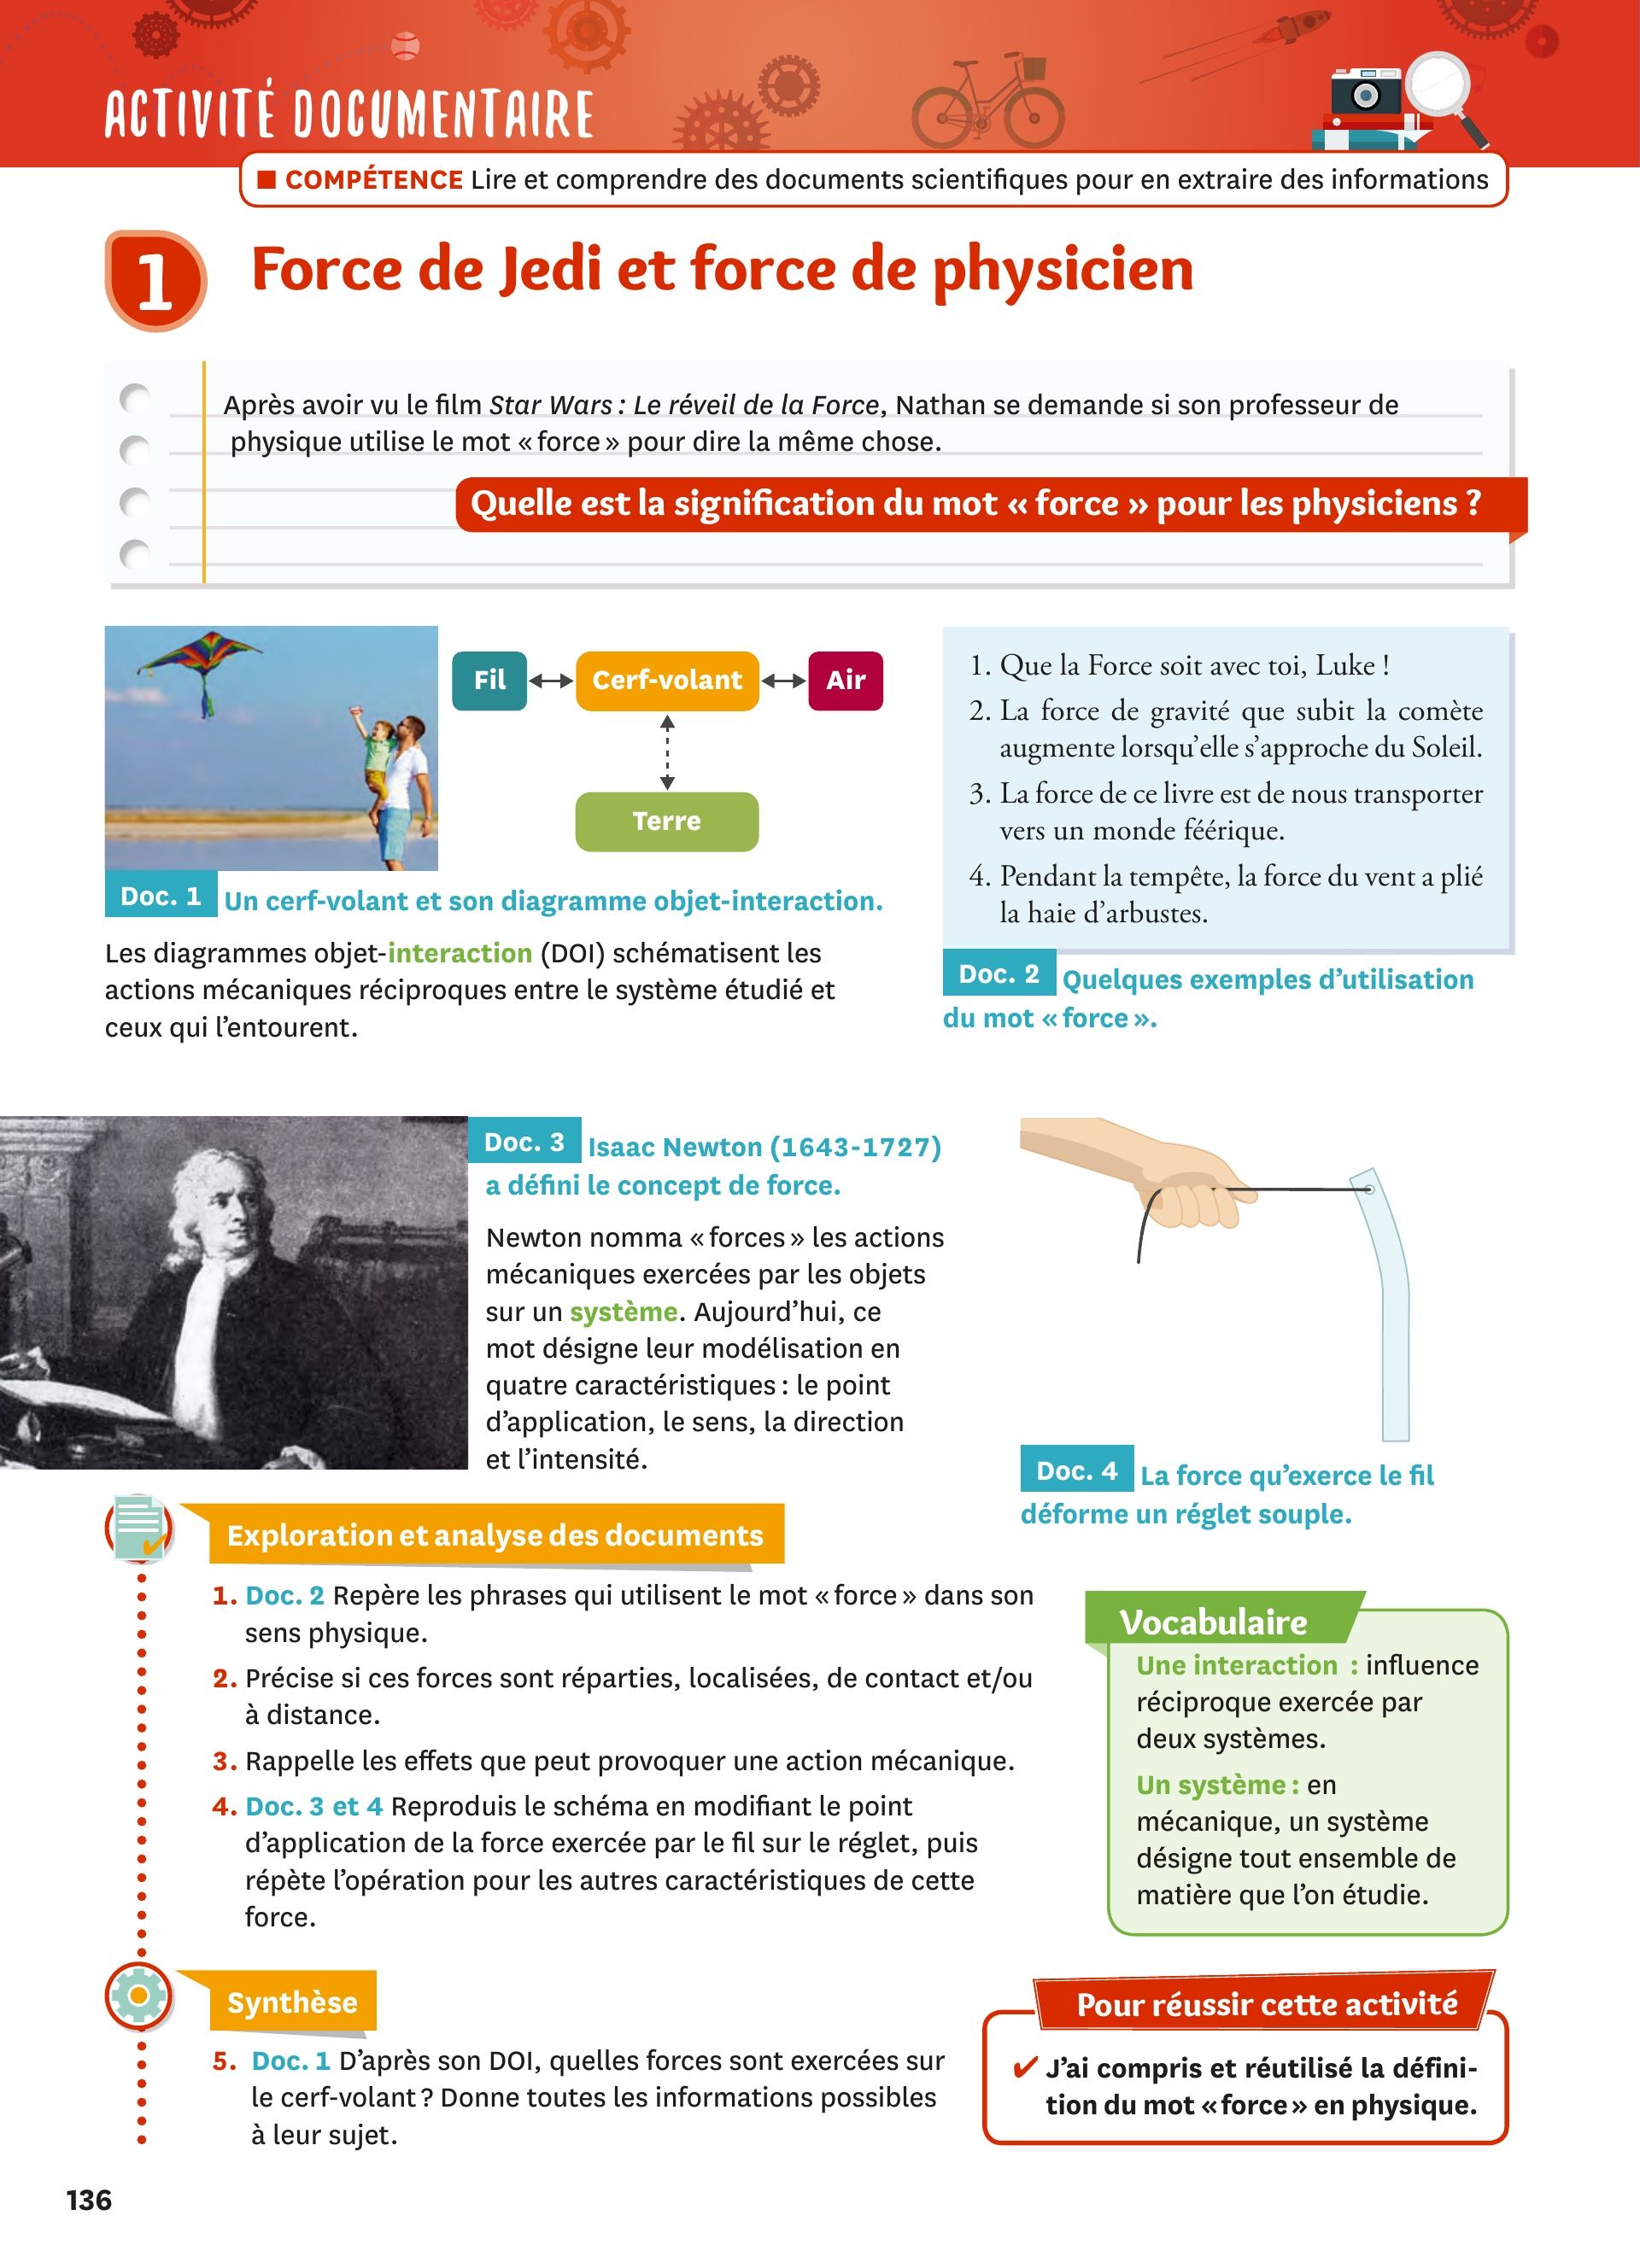 ACTIVITÉ DOCUMENTAIRE
■ COMPÉTENCE Lire et comprendre des documents scientifiques pour en extraire des informations
1 Force de Jedi et force de physicien
Après avoir vu le film Star Wars : Le réveil de la Force, Nathan se demande si son professeur de
physique utilise le mot « force » pour dire la même chose.
Quelle est la signification du mot « force » pour les physiciens ?
Fil
Cerf-volant
Air
Terre
Doc. 1 Un cerf-volant et son diagramme objet-interaction.
Les diagrammes objet-interaction (DOI) schématisent les
actions mécaniques réciproques entre le système étudié et
ceux qui l'entourent.
1. Que la Force soit avec toi, Luke !
2. La force de gravité que subit la comète
augmente lorsqu'elle s'approche du Soleil.
3. La force de ce livre est de nous transporter
vers un monde féérique.
4. Pendant la tempête, la force du vent a plié
la haie d'arbustes.
Doc. 2 Quelques exemples d'utilisation
du mot « force ».
Doc. 3 Isaac Newton (1643-1727)
a défini le concept de force.
Newton nomma « forces » les actions
mécaniques exercées par les objets
sur un système. Aujourd'hui, ce
mot désigne leur modélisation en
quatre caractéristiques : le point
d'application, le sens, la direction
et l'intensité.
Doc. 4 La force qu'exerce le fil
déforme un réglet souple.
Exploration et analyse des documents
1. Doc. 2 Repère les phrases qui utilisent le mot « force » dans son
sens physique.
2. Précise si ces forces sont réparties, localisées, de contact et/ou
à distance.
3. Rappelle les effets que peut provoquer une action mécanique.
4. Doc. 3 et 4 Reproduis le schéma en modifiant le point
d'application de la force exercée par le fil sur le réglet, puis
répète l'opération pour les autres caractéristiques de cette
force.
Vocabulaire
Une interaction : influence
réciproque exercée par
deux systèmes.
Un système : en
mécanique, un système
désigne tout ensemble de
matière que l'on étudie.
Synthèse
5. Doc. 1 D'après son DOI, quelles forces sont exercées sur
le cerf-volant ? Donne toutes les informations possibles
à leur sujet.
Pour réussir cette activité
✔ J'ai compris et réutilisé la défini-
tion du mot « force » en physique.
136